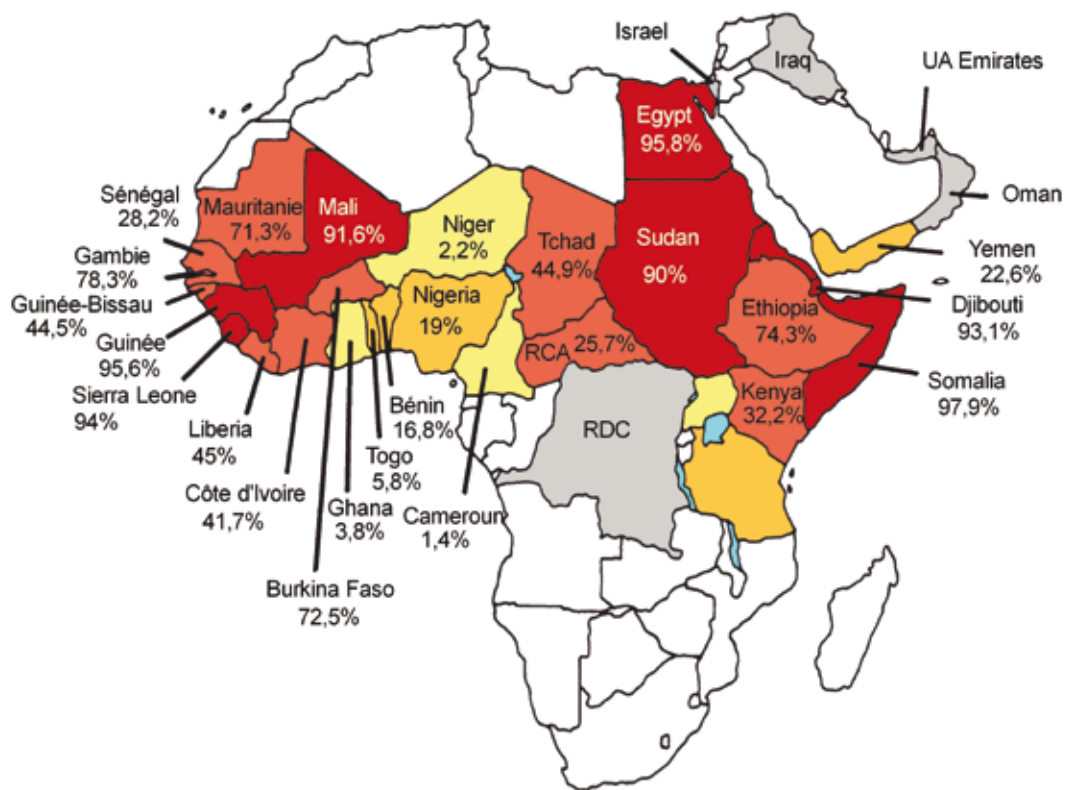 Israel
Iraq
UA Emirates
Egypt
95,8%
Oman
Sénégal
28,2%
Mauritanie
71,3%
Mali
91,6%
Niger
2,2%
Tchad
44,9%
Sudan
90%
Yemen
22,6%
Gambie
78,3%
Guinée-Bissau
44,5%
Nigeria
19%
Ethiopia
74,3%
Djibouti
93,1%
Guinée
95,6%
RCA 25,7%
Sierra Leone
94%
Kenya
32,2%
Somalia
97,9%
Liberia
45%
Bénin
16,8%
RDC
Togo
5,8%
Côte d'Ivoire
41,7%
Ghana
3,8%
Cameroun
1,4%
Burkina Faso
72,5%